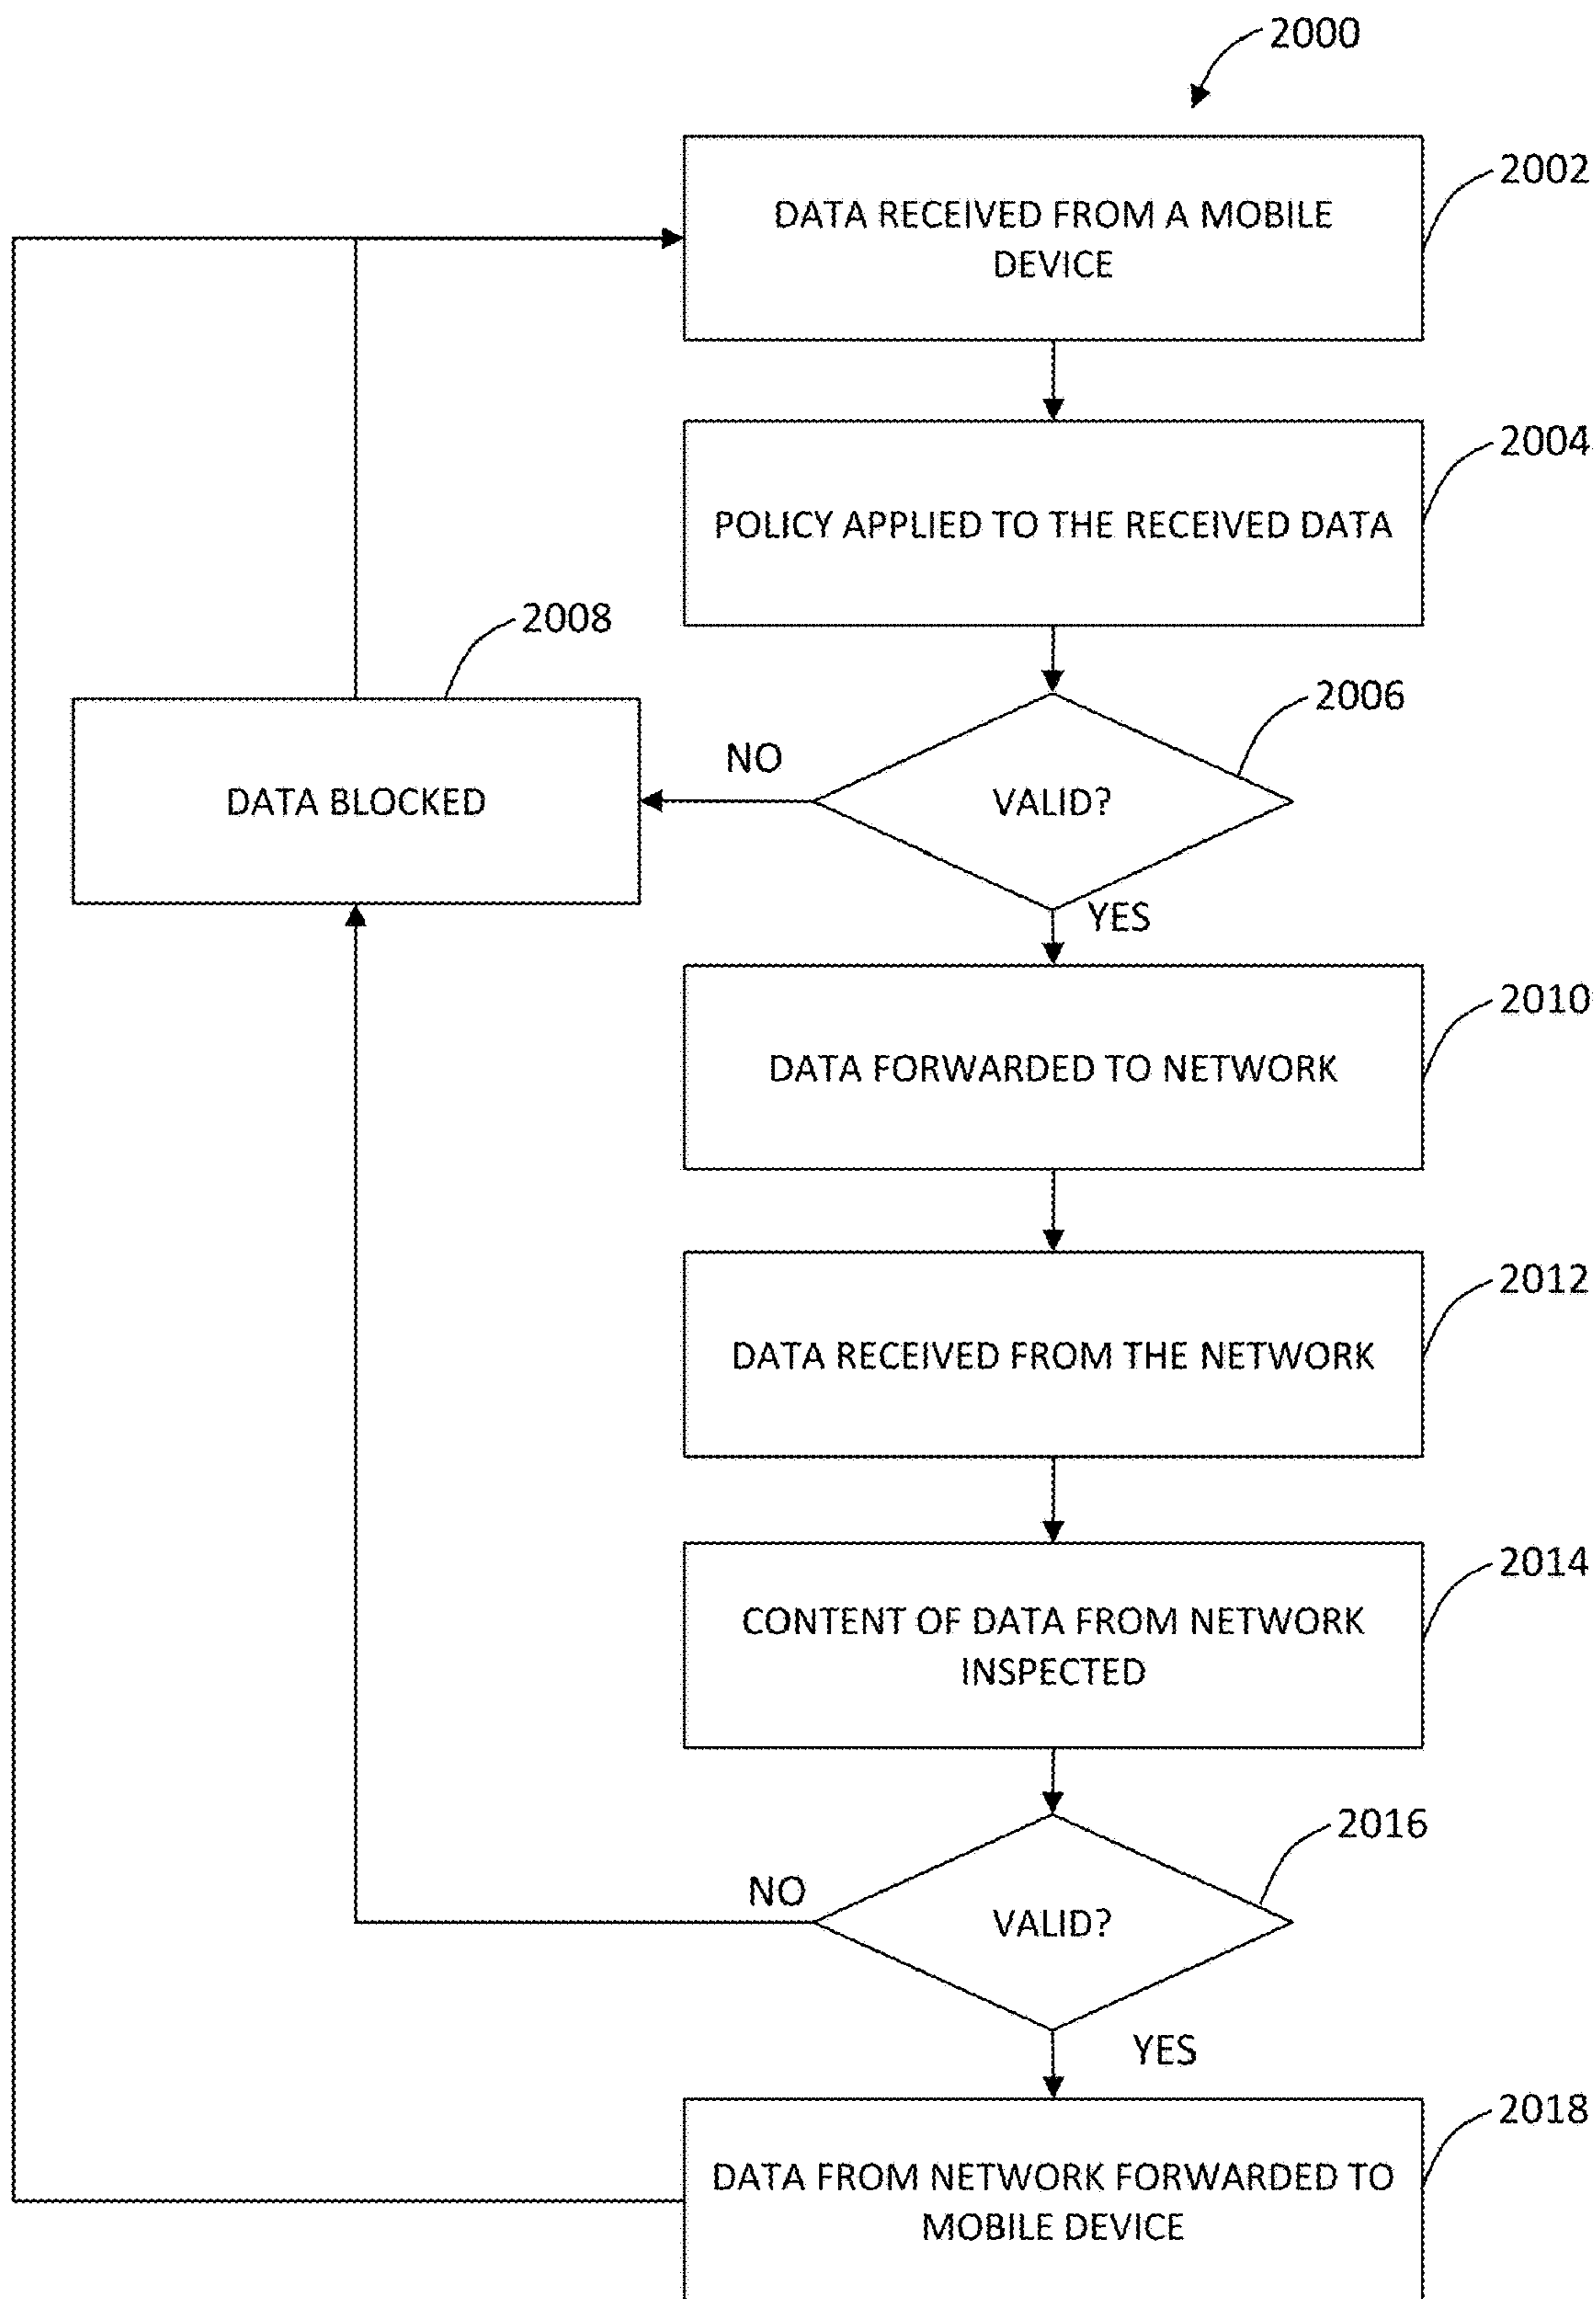 2000
2002
DATA RECEIVED FROM A MOBILE
DEVICE
2004
POLICY APPLIED TO THE RECEIVED DATA
2008
2006
NO
DATA BLOCKED
VALID?
YES
2010
DATA FORWARDED TO NETWORK
2012
DATA RECEIVED FROM THE NETWORK
2014
CONTENT OF DATA FROM NETWORK
INSPECTED
2016
NO
VALID?
YES
2018
DATA FROM NETWORK FORWARDED TO
MOBILE DEVICE